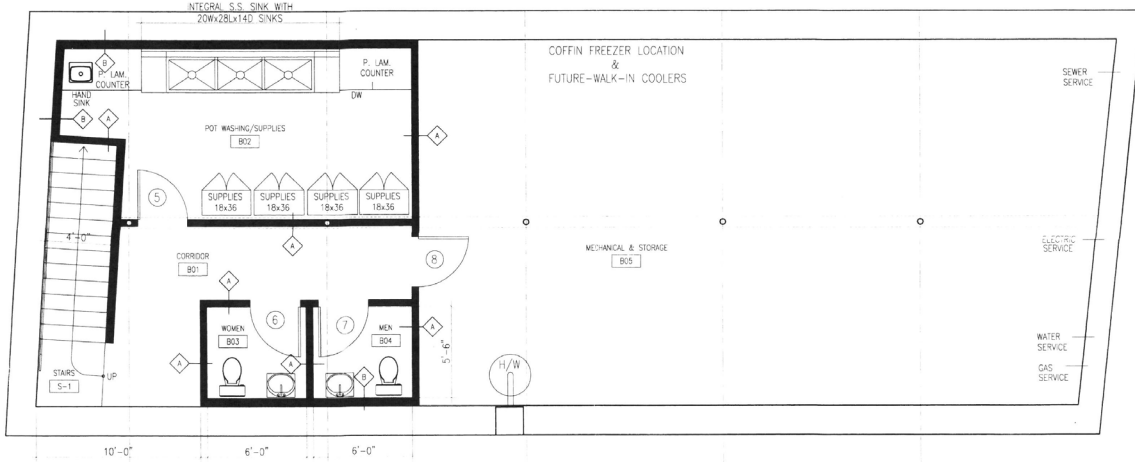 INTEGRAL S.S. SINK WITH
20Wx28Lx14D SINKS
COFFIN FREEZER LOCATION
&
FUTURE-WALK-IN COOLERS
SEWER
SERVICE
B
P. LAM.
COUNTER
HAND
SINK
P. LAM.
COUNTER
DW
B
A
POT WASHING/SUPPLIES
B02
A
5
SUPPLIES
18x36
SUPPLIES
18x36
SUPPLIES
18x36
SUPPLIES
18x36
4'-0"
A
CORRIDOR
B01
8
MECHANICAL & STORAGE
B05
ELECTRIC
SERVICE
A
6
7
WOMEN
B03
MEN
B04
A
A
A
B
5'-6"
H/W
WATER
SERVICE
GAS
SERVICE
STAIRS
S-1
UP
10'-0"
6'-0"
6'-0"